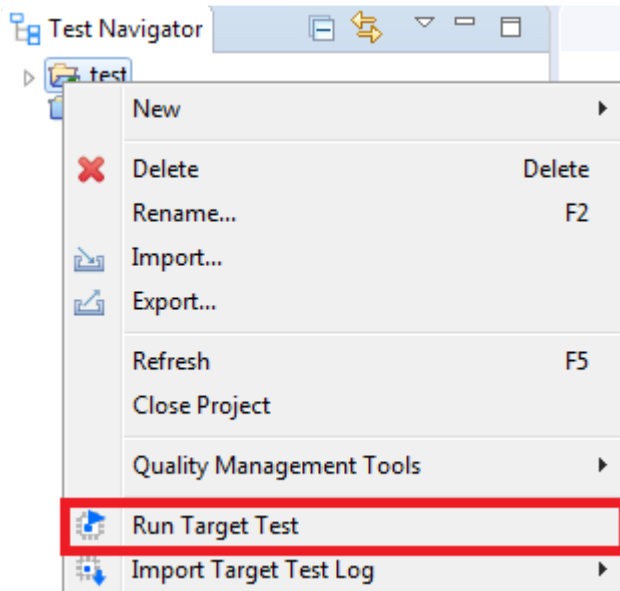 Test Navigator
test
New
Delete Delete
Rename... F2
Import...
Export...
Refresh F5
Close Project
Quality Management Tools
Run Target Test
Import Target Test Log